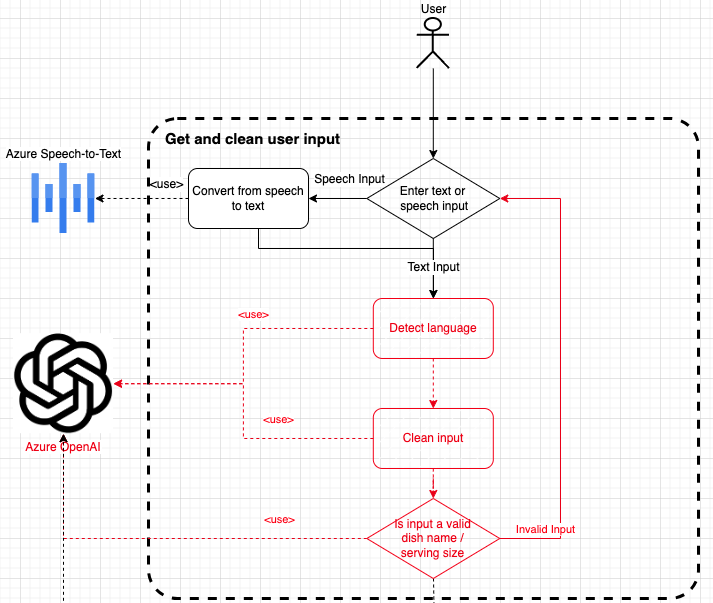 User
Get and clean user input
Azure Speech-to-Text
<use>
Convert from speech
to text
Speech Input
Enter text or
speech input
Text Input
<use>
Detect language
<use>
Clean input
Azure OpenAI
<use>
Is input a valid
dish name /
serving size
Invalid Input